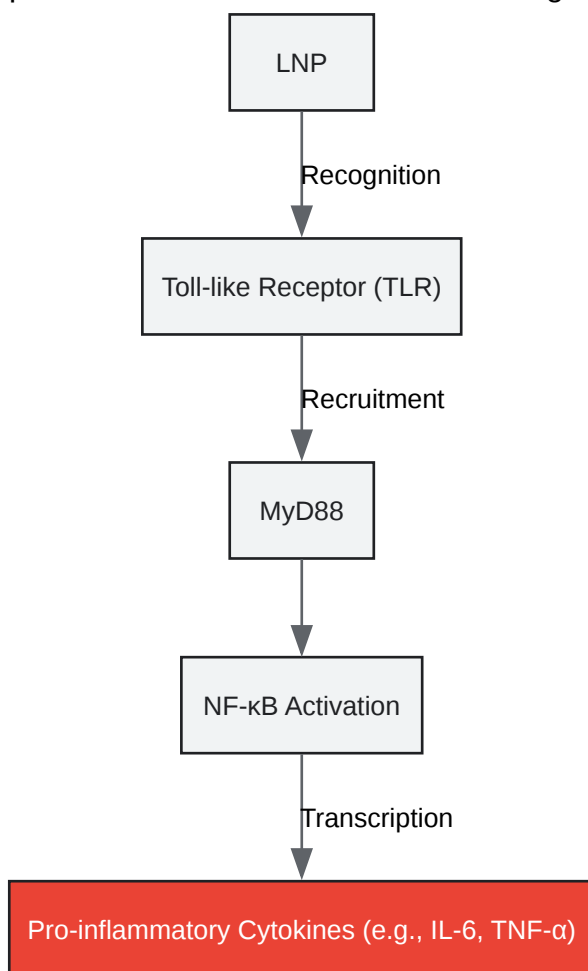 LNP
Recognition
Toll-like Receptor (TLR)
Recruitment
MyD88
NF-κB Activation
Transcription
Pro-inflammatory Cytokines (e.g., IL-6, TNF-α)